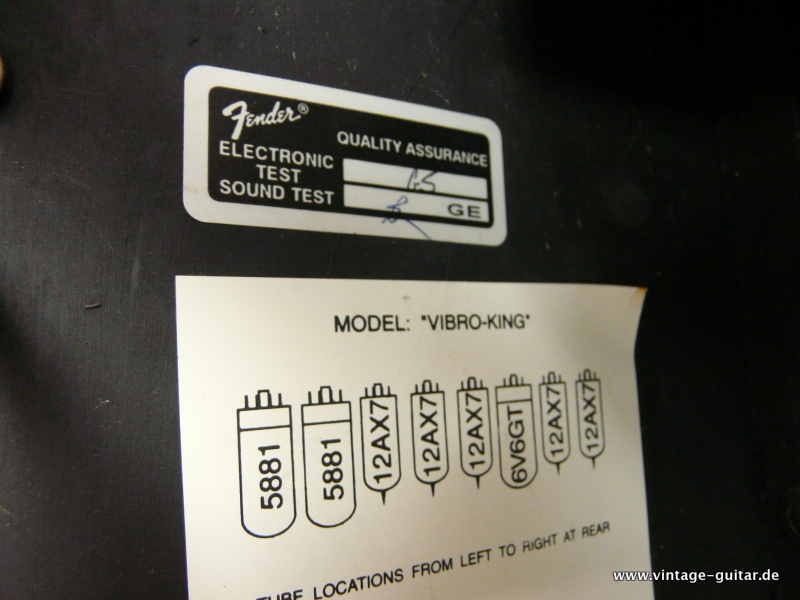 Fender®
QUALITY ASSURANCE
ELECTRONIC
TEST
SOUND TEST
GE
MODEL: "VIBRO-KING"
5881 5881 12AX7 12AX7 12AX7 6V6GT 12AX7 12AX7
TUBE LOCATIONS FROM LEFT TO RIGHT AT REAR
www.vintage-guitar.de